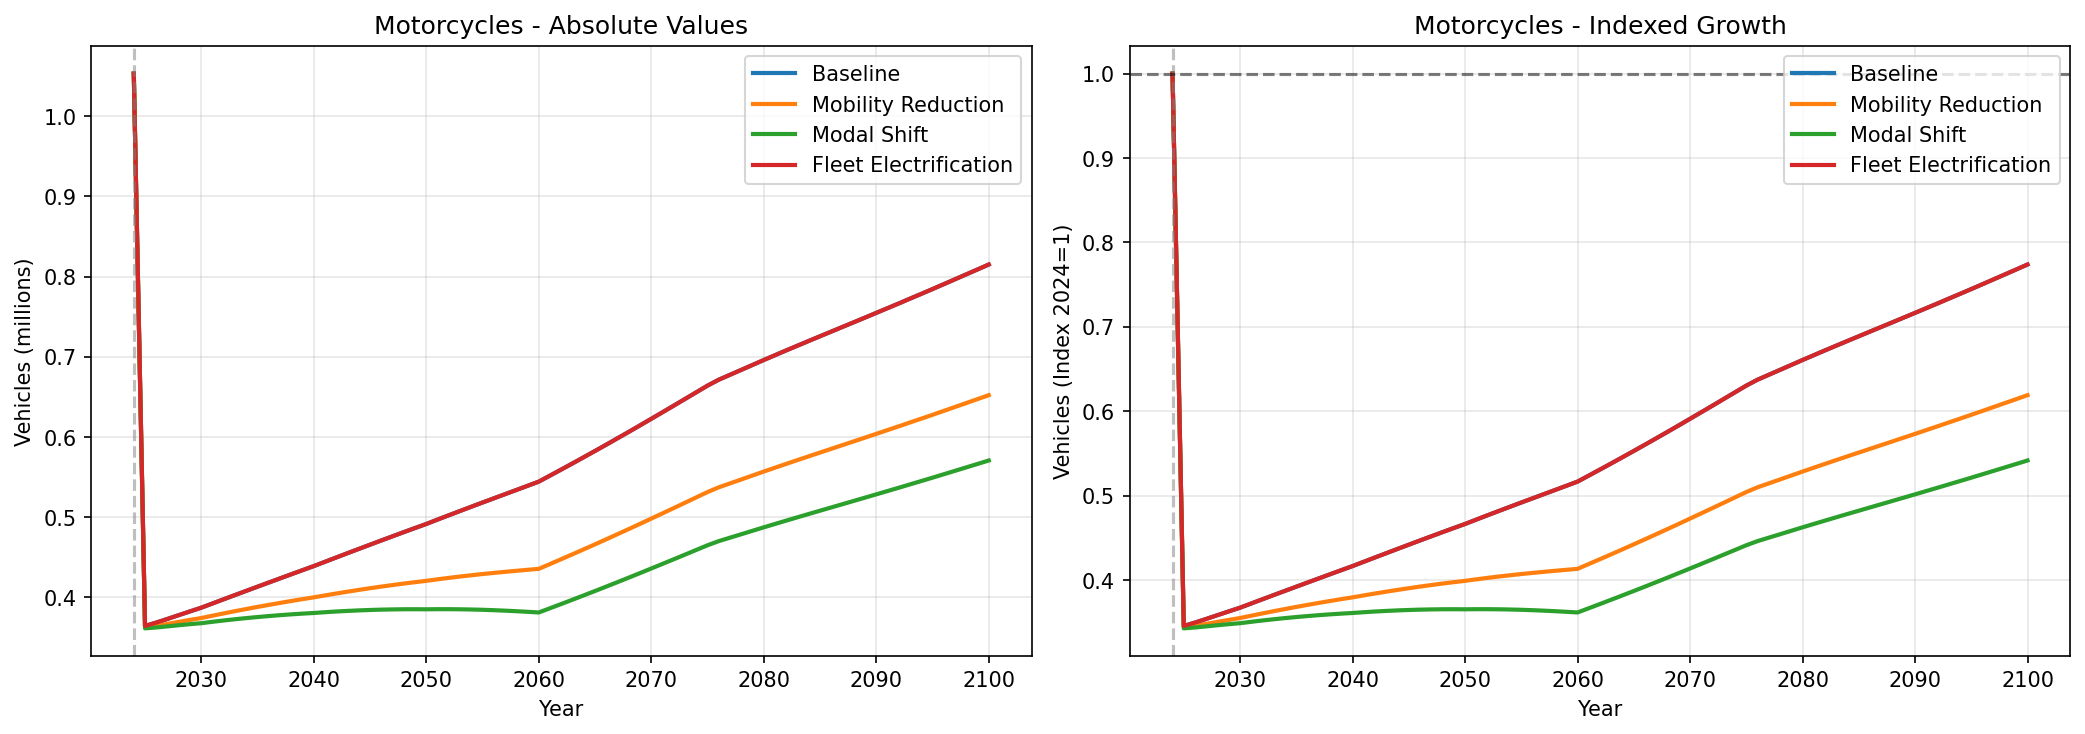 Motorcycles - Absolute Values
Vehicles (millions)
1.0
0.9
0.8
0.7
0.6
0.5
0.4
Baseline
Mobility Reduction
Modal Shift
Fleet Electrification
2030 2040 2050 2060 2070 2080 2090 2100
Year
Motorcycles - Indexed Growth
Vehicles (Index 2024=1)
1.0
0.9
0.8
0.7
0.6
0.5
0.4
Baseline
Mobility Reduction
Modal Shift
Fleet Electrification
2030 2040 2050 2060 2070 2080 2090 2100
Year